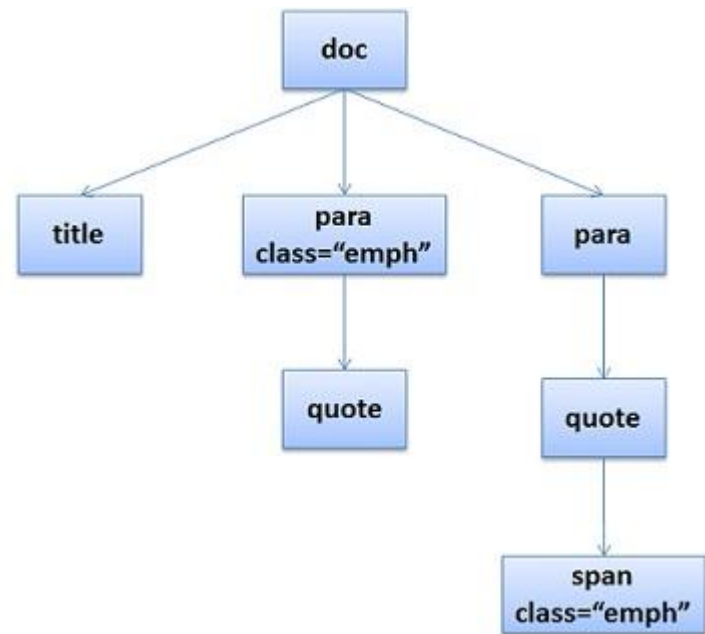 doc
title
para
class=“emph”
para
quote
quote
span
class=“emph”